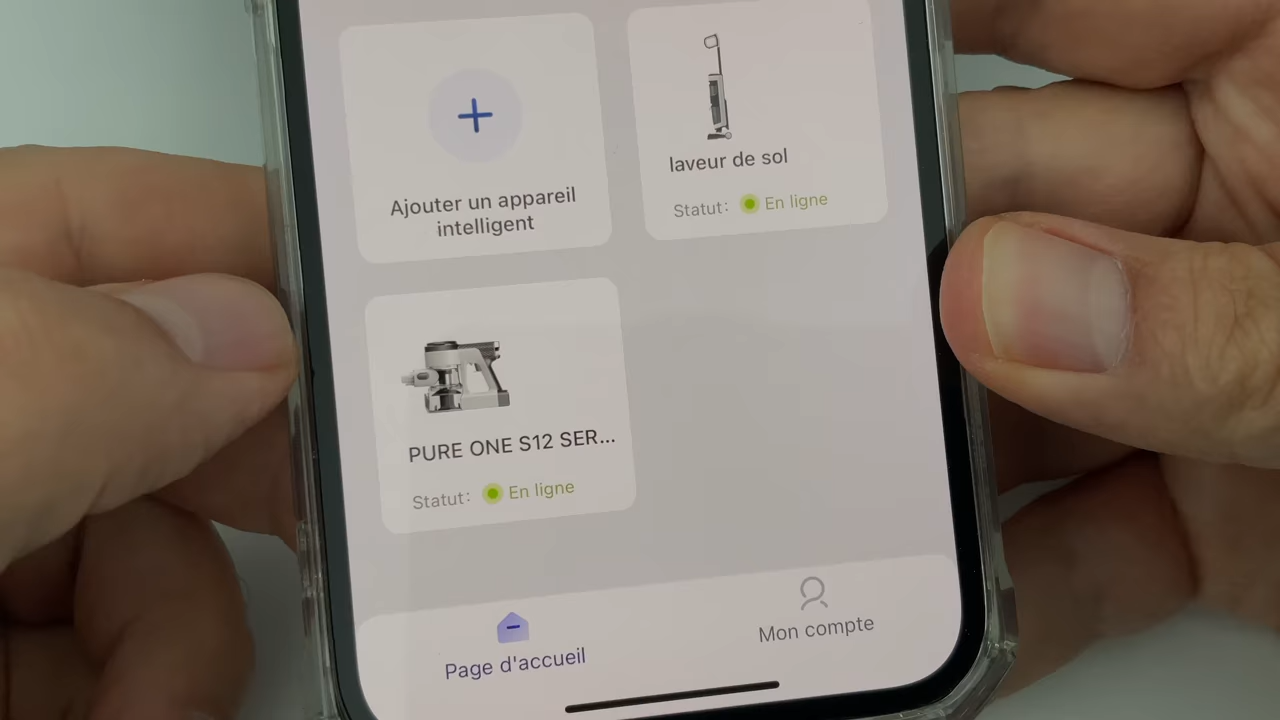 Ajouter un appareil
intelligent
laveur de sol
Statut: En ligne
PURE ONE S12 SER...
Statut: En ligne
Page d'accueil
Mon compte